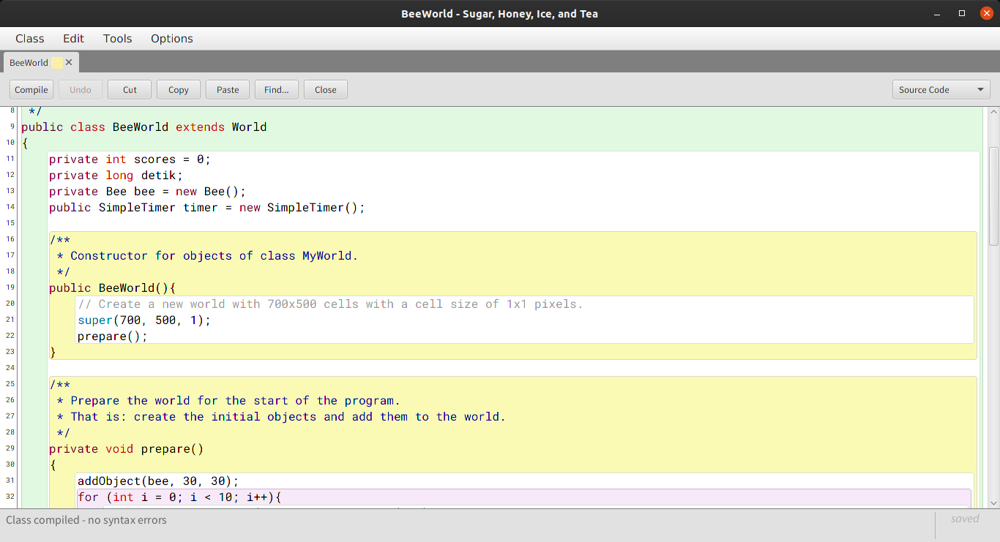 BeeWorld - Sugar, Honey, Ice, and Tea
Class Edit Tools Options
BeeWorld
Compile Undo Cut Copy Paste Find... Close Source Code
8 */
9 public class BeeWorld extends World
10 {
11 private int scores = 0;
12 private long detik;
13 private Bee bee = new Bee();
14 public SimpleTimer timer = new SimpleTimer();
15
16 /**
17 * Constructor for objects of class MyWorld.
18 */
19 public BeeWorld(){
20 // Create a new world with 700x500 cells with a cell size of 1x1 pixels.
21 super(700, 500, 1);
22 prepare();
23 }
24
25 /**
26 * Prepare the world for the start of the program.
27 * That is: create the initial objects and add them to the world.
28 */
29 private void prepare()
30 {
31 addObject(bee, 30, 30);
32 for (int i = 0; i < 10; i++){
Class compiled - no syntax errors
saved